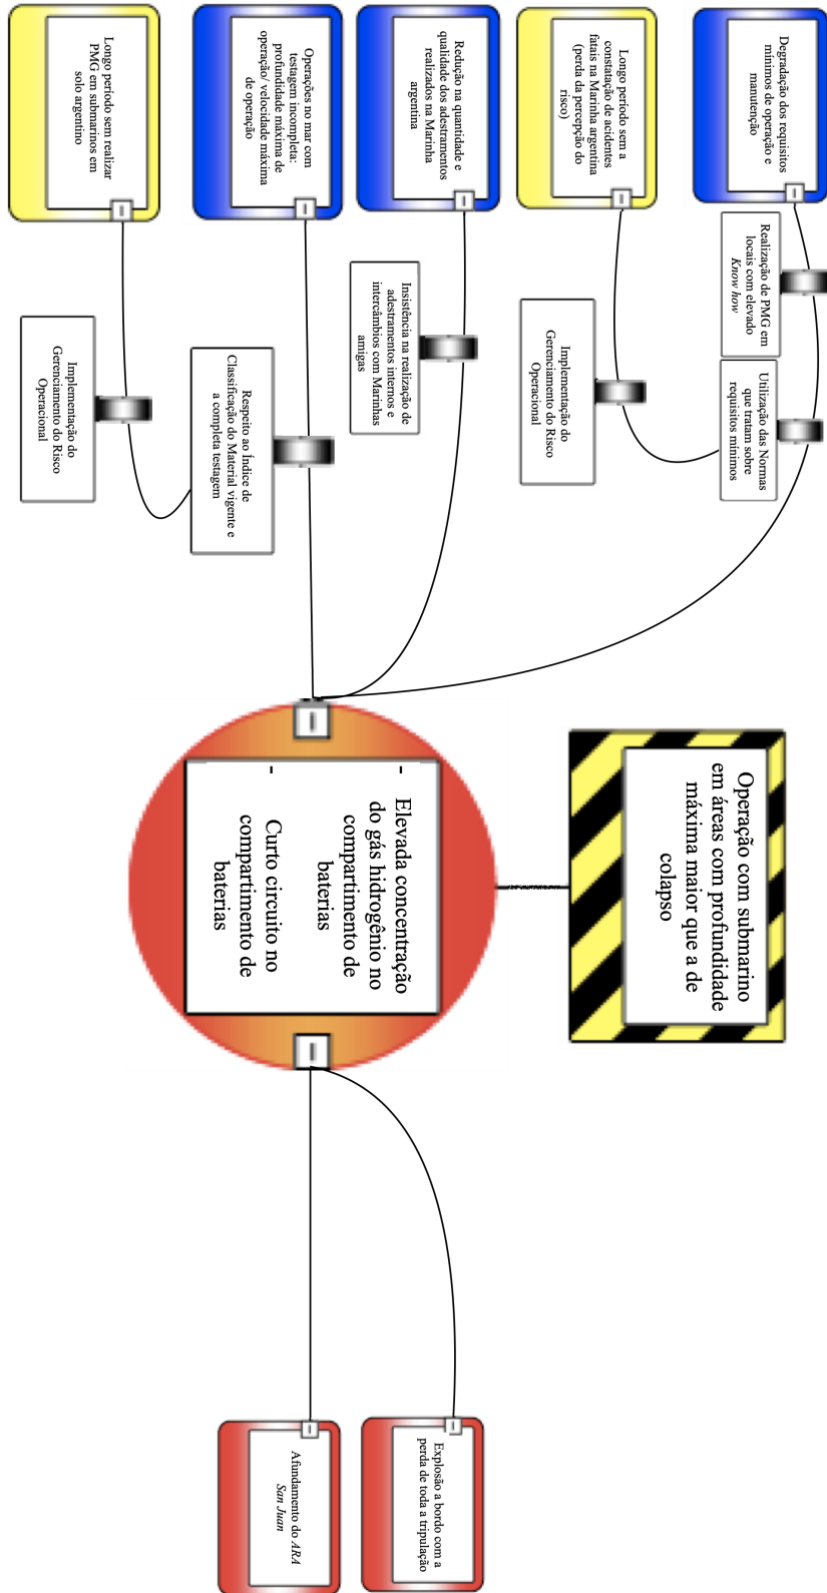 Degradação dos requisitos
mínimos de operação e
manutenção
Realização de PMG em
locais com elevado
Know how
Utilização das Normas
que tratam sobre
requisitos mínimos
Longo período sem a
constatação de acidentes
fatais na Marinha argentina
(perda da percepção do
risco)
Implementação do
Gerenciamento do Risco
Operacional
Redução na quantidade e
qualidade dos adestramentos
realizados na Marinha
argentina
Insistência na realização de
adestramentos internos e
intercâmbios com Marinhas
amigas
Operações no mar com
testagem incompleta:
profundidade máxima de
operação/ velocidade máxima
de operação
Respeito ao Índice de
Classificação do Material vigente e
a completa testagem
Longo período sem realizar
PMG em submarinos em
solo argentino
Implementação do
Gerenciamento do Risco
Operacional
Operação com submarino
em áreas com profundidade
máxima maior que a de
colapso
- Elevada concentração
do gás hidrogênio no
compartimento de
baterias
- Curto circuito no
compartimento de
baterias
Explosão a bordo com a
perda de toda a tripulação
Afundamento do ARA
San Juan